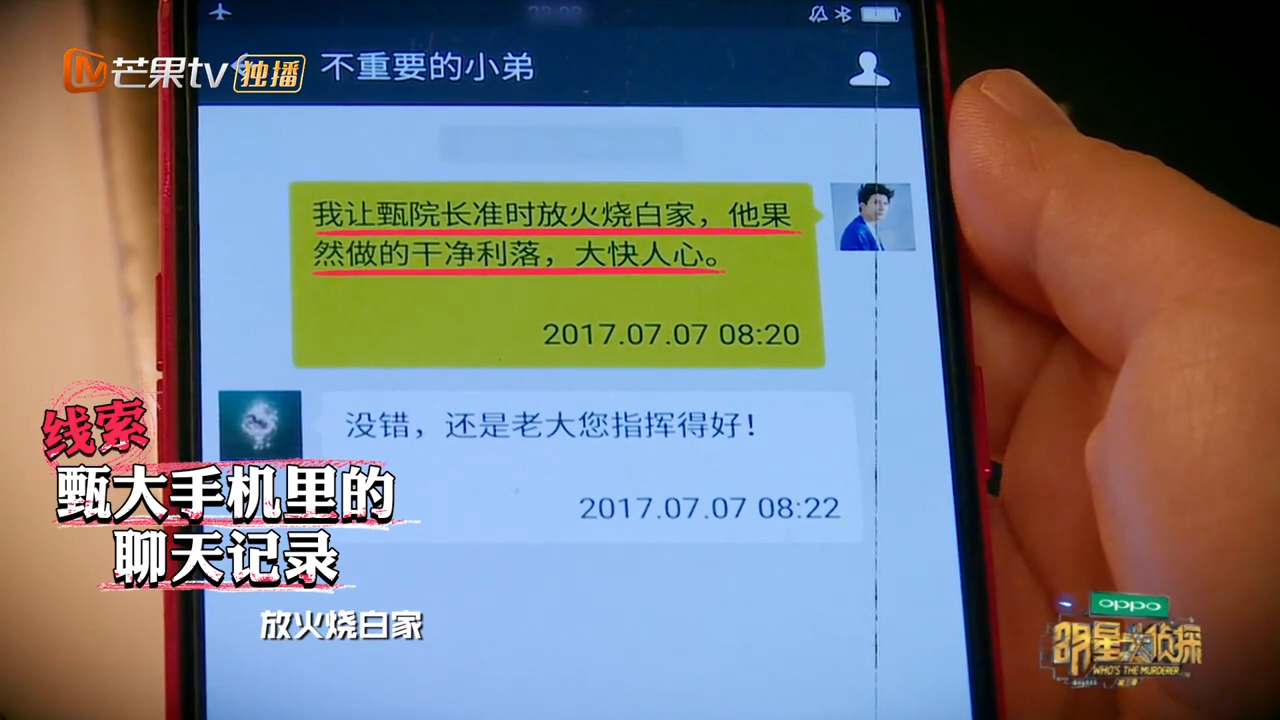 芒果tv 独播
不重要的小弟
我让甄院长准时放火烧白家，他果
然做的干净利落，大快人心。
2017.07.07 08:20
没错，还是老大您指挥得好！
2017.07.07 08:22
线索
甄大手机里的
聊天记录
放火烧白家
oppo
明星大侦探
WHO'S THE MURDERER